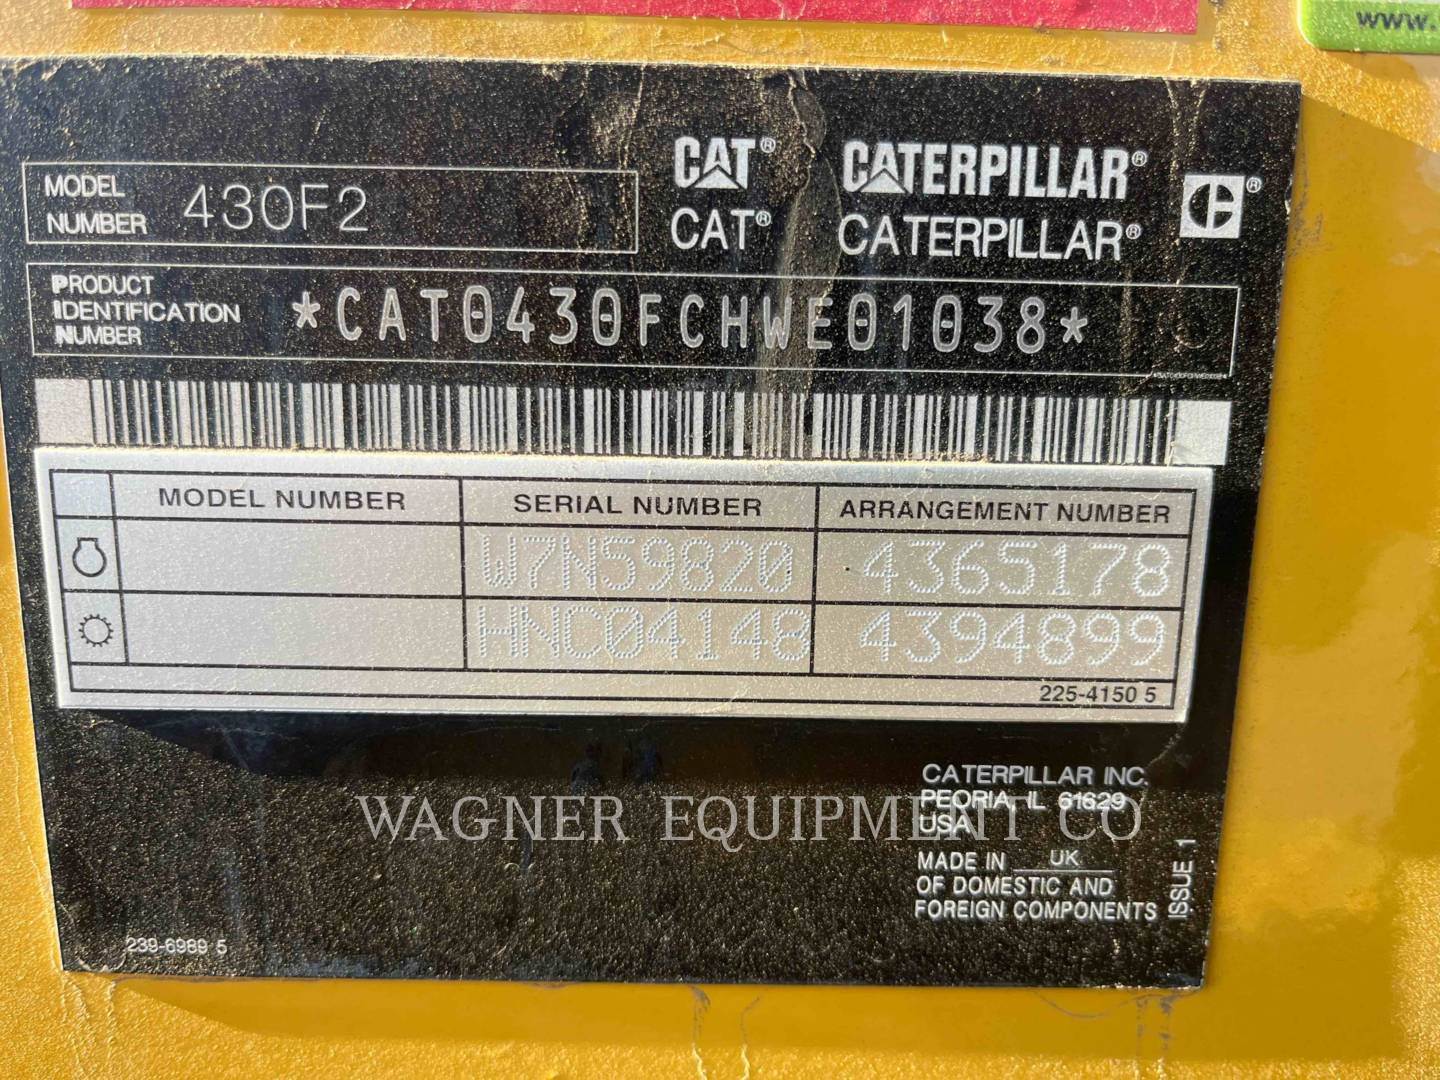 www.
CAT® CATERPILLAR®
CAT® CATERPILLAR®
MODEL
NUMBER 430F2
PRODUCT
IDENTIFICATION
NUMBER
*CAT0430FCHWE01038*
MODEL NUMBER SERIAL NUMBER ARRANGEMENT NUMBER
W7N59820 4365178
HNC04148 4394899
225-4150 5
CATERPILLAR INC.
PEORIA, IL 61629
USA
MADE IN UK
OF DOMESTIC AND
FOREIGN COMPONENTS
ISSUE 1
239-6989 5
WAGNER EQUIPMENT CO